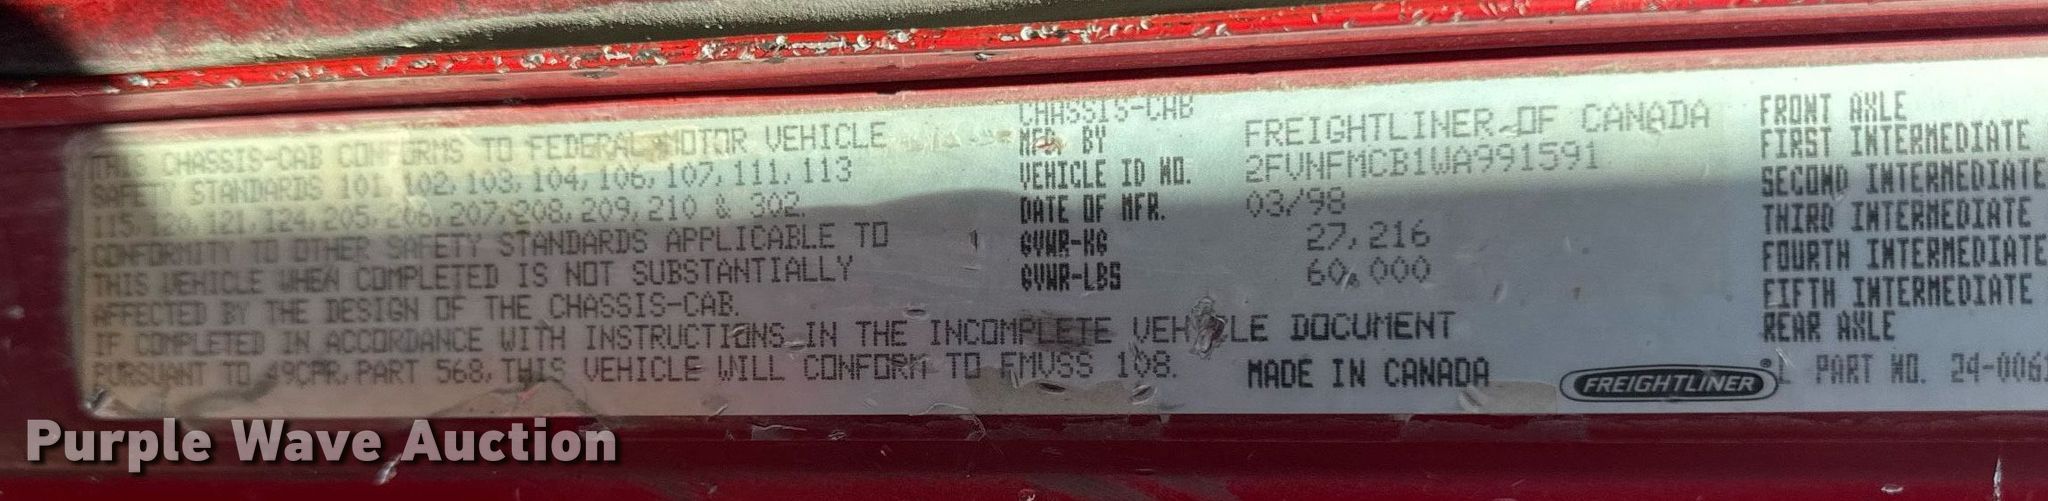 THIS CHASSIS-CAB CONFORMS TO FEDERAL MOTOR VEHICLE
SAFETY STANDARDS 101, 102, 103, 104, 106, 107, 111, 113
115, 120, 121, 124, 205, 206, 207, 208, 209, 210 & 302.
CONFORMITY TO OTHER SAFETY STANDARDS APPLICABLE TO
THIS VEHICLE WHEN COMPLETED IS NOT SUBSTANTIALLY
AFFECTED BY THE DESIGN OF THE CHASSIS-CAB.
IF COMPLETED IN ACCORDANCE WITH INSTRUCTIONS IN THE INCOMPLETE VEHICLE DOCUMENT
PURSUANT TO 49CFR, PART 568, THIS VEHICLE WILL CONFORM TO FMVSS 108.
CHASSIS-CAB
MFG BY FREIGHTLINER OF CANADA
VEHICLE ID NO. 2FVNFMCB1WA991591
DATE OF MFR. 03/98
GVWR-KG 27,216
GVWR-LBS 60,000
MADE IN CANADA
FREIGHTLINER®
FRONT AXLE
FIRST INTERMEDIATE
SECOND INTERMEDIATE
THIRD INTERMEDIATE
FOURTH INTERMEDIATE
FIFTH INTERMEDIATE
REAR AXLE
PART NO. 24-0061
Purple Wave Auction